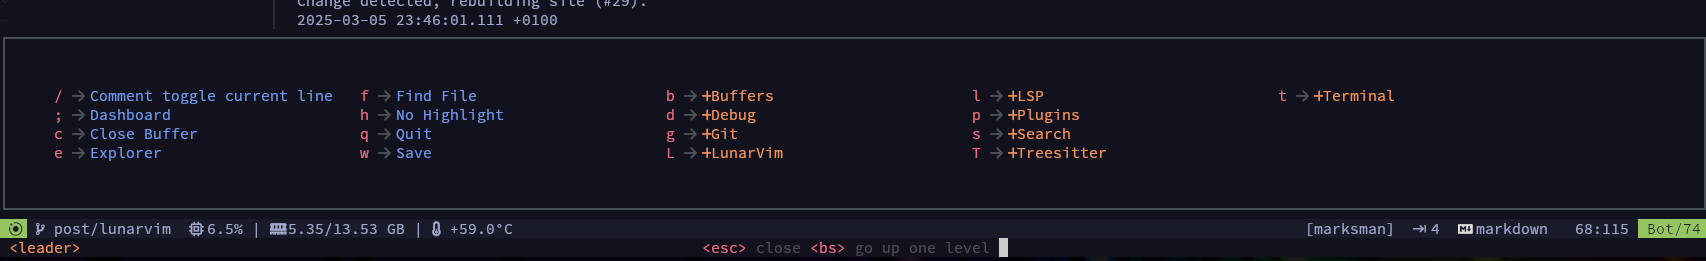 Change detected, rebuilding site (#29).
2025-03-05 23:46:01.111 +0100
/ → Comment toggle current line f → Find File b → +Buffers l → +LSP t → +Terminal
; → Dashboard h → No Highlight d → +Debug p → +Plugins
c → Close Buffer q → Quit g → +Git s → +Search
e → Explorer w → Save L → +LunarVim T → +Treesitter
post/lunarvim 6.5% | 5.35/13.53 GB | +59.0°C [marksman] 4 markdown 68:115 Bot/74
<leader> <esc> close <bs> go up one level